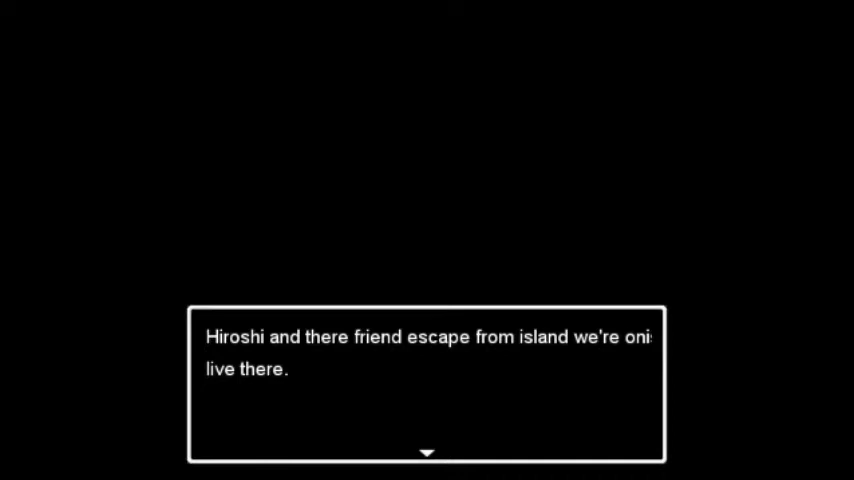 Hiroshi and there friend escape from island we're oni
live there.